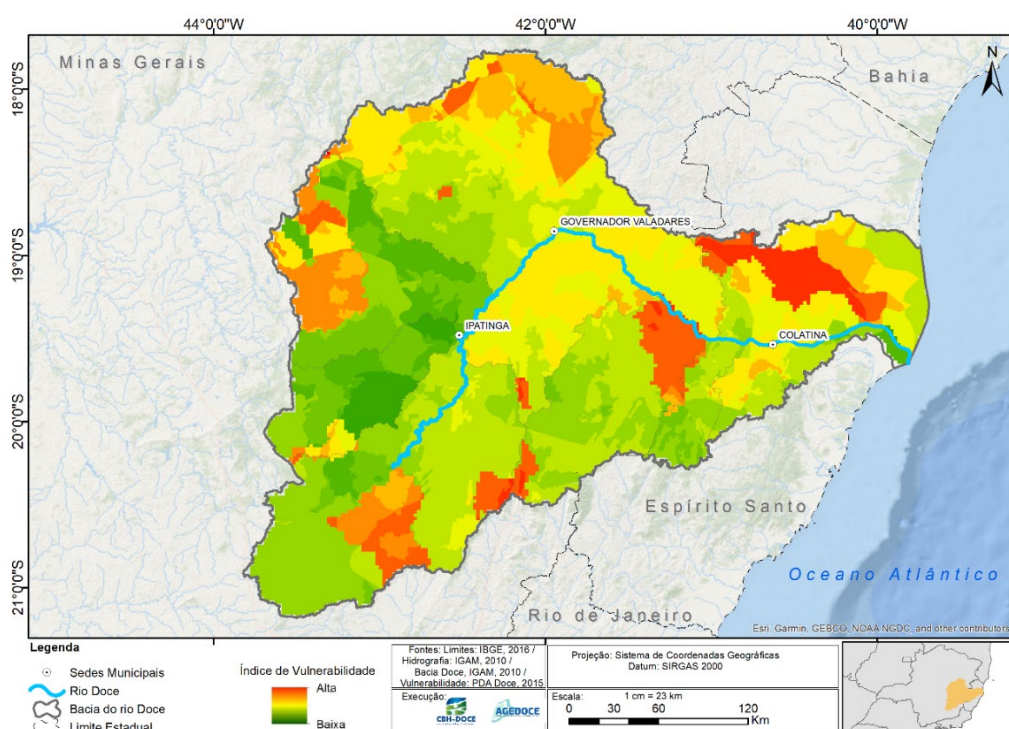 44°0'0"W
42°0'0"W
40°0'0"W
18°0'0"S
19°0'0"S
20°0'0"S
21°0'0"S
Minas Gerais
Bahia
N
GOVERNADOR VALADARES
IPATINGA
COLATINA
Espírito Santo
Rio de Janeiro
Oceano Atlântico
Esri, Garmin, GEBCO, NOAA NGDC, and other contributors
Legenda
Sedes Municipais
Rio Doce
Bacia do rio Doce
Limite Estadual
Índice de Vulnerabilidade
Alta
Baixa
Fontes: Limites: IBGE, 2016 /
Hidrografia: IGAM, 2010 /
Bacia Doce, IGAM, 2010 /
Vulnerabilidade: PDA Doce, 2015
Execução:
CBH-DOCE
AGEDOCE
Projeção: Sistema de Coordenadas Geográficas
Datum: SIRGAS 2000
Escala:
1 cm = 23 km
0 30 60 120
Km